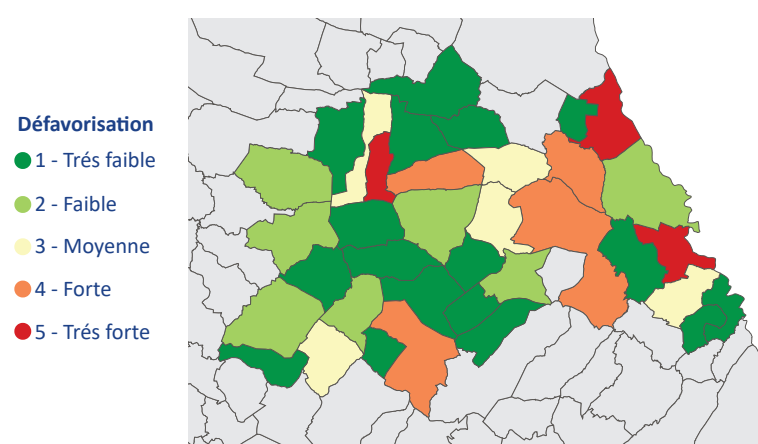 Défavorisation
1 - Trés faible
2 - Faible
3 - Moyenne
4 - Forte
5 - Trés forte